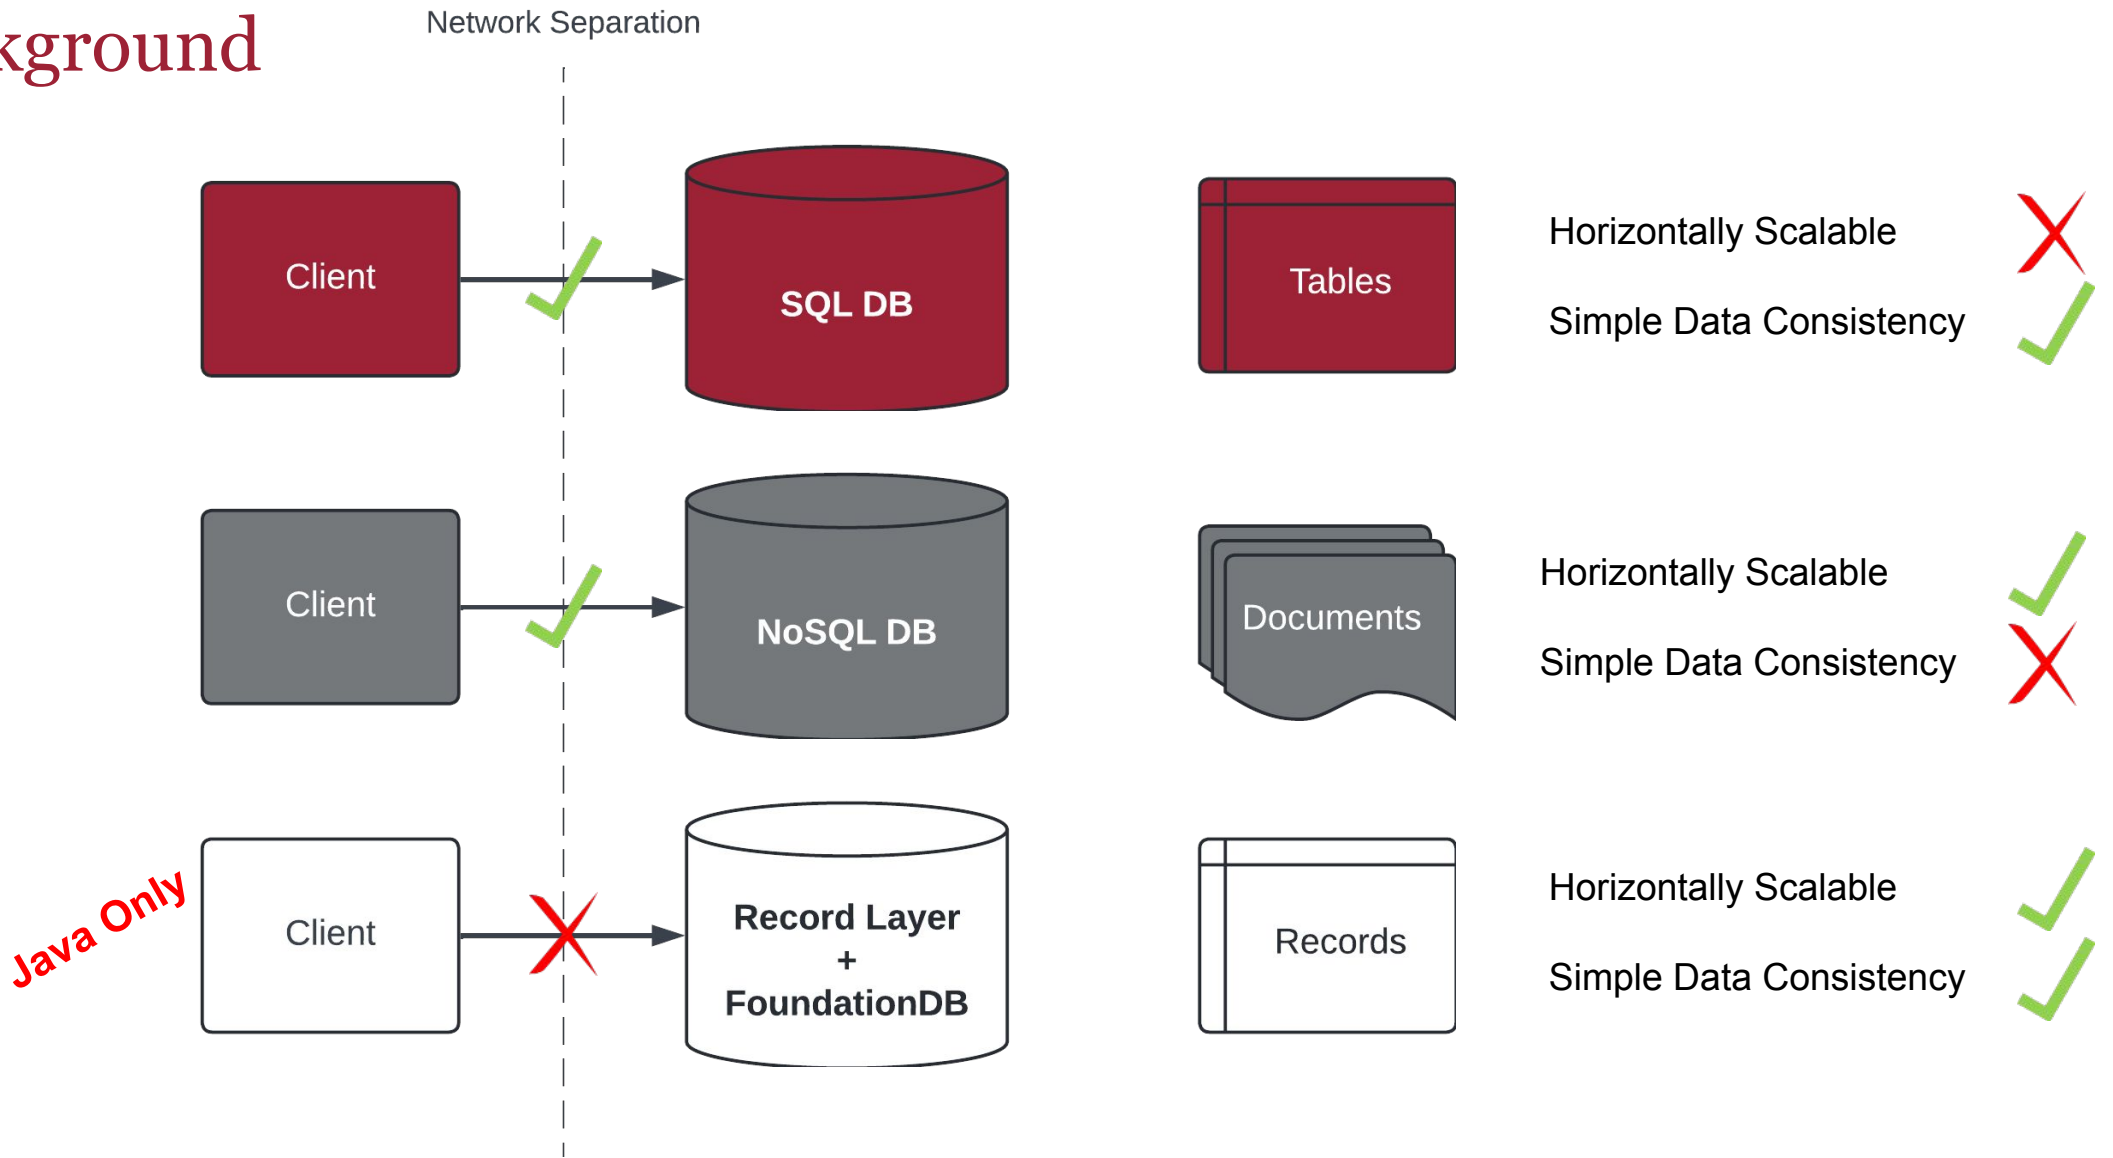 kground
Network Separation
Client
SQL DB
Tables
Horizontally Scalable
Simple Data Consistency
Client
NoSQL DB
Documents
Horizontally Scalable
Simple Data Consistency
Java Only
Client
Record Layer
+
FoundationDB
Records
Horizontally Scalable
Simple Data Consistency